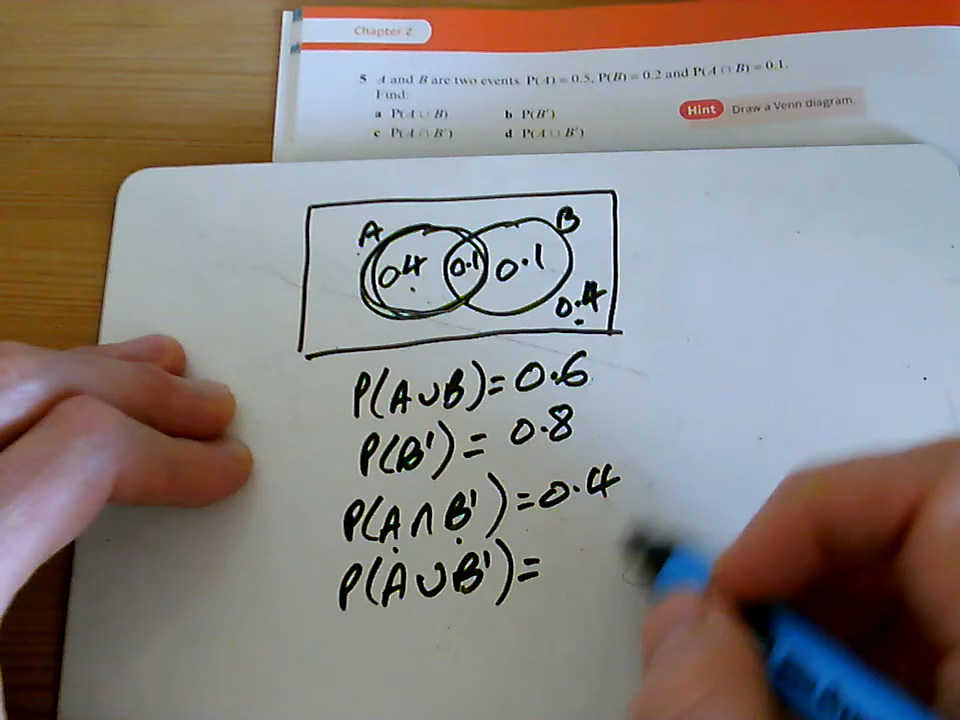 Chapter 2
5 A and B are two events. P(A) = 0.5, P(B) = 0.2 and P(A ∩ B) = 0.1.
Find:
a P(A ∪ B) b P(B′)
c P(A ∩ B′) d P(A ∪ B′)
Hint Draw a Venn diagram.
A B
0.4 0.1 0.1
0.4
P(A∪B)=0.6
P(B')= 0.8
P(A∩B')=0.4
P(A∪B')=